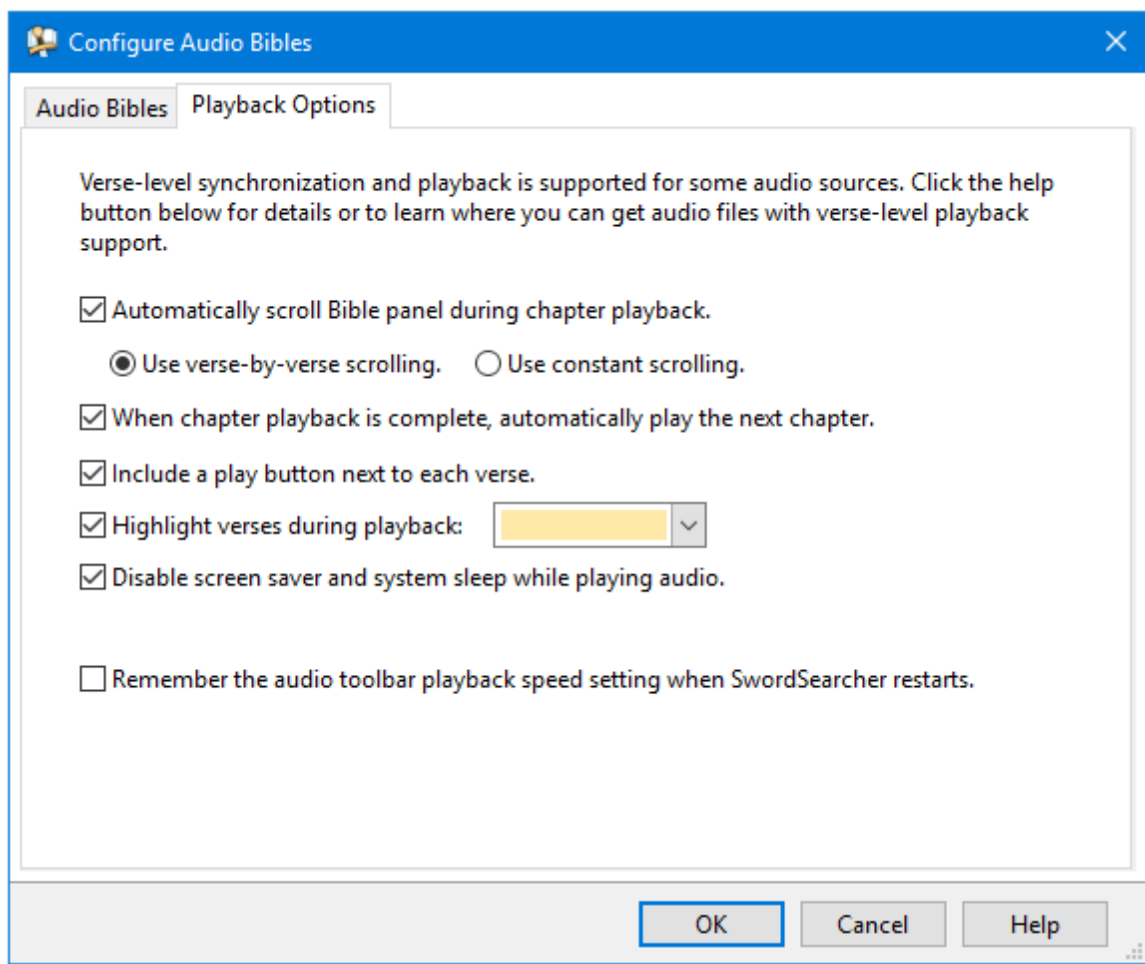 Configure Audio Bibles
Audio Bibles
Playback Options
Verse-level synchronization and playback is supported for some audio sources. Click the help
button below for details or to learn where you can get audio files with verse-level playback
support.
Automatically scroll Bible panel during chapter playback.
Use verse-by-verse scrolling.
Use constant scrolling.
When chapter playback is complete, automatically play the next chapter.
Include a play button next to each verse.
Highlight verses during playback:
Disable screen saver and system sleep while playing audio.
Remember the audio toolbar playback speed setting when SwordSearcher restarts.
OK
Cancel
Help